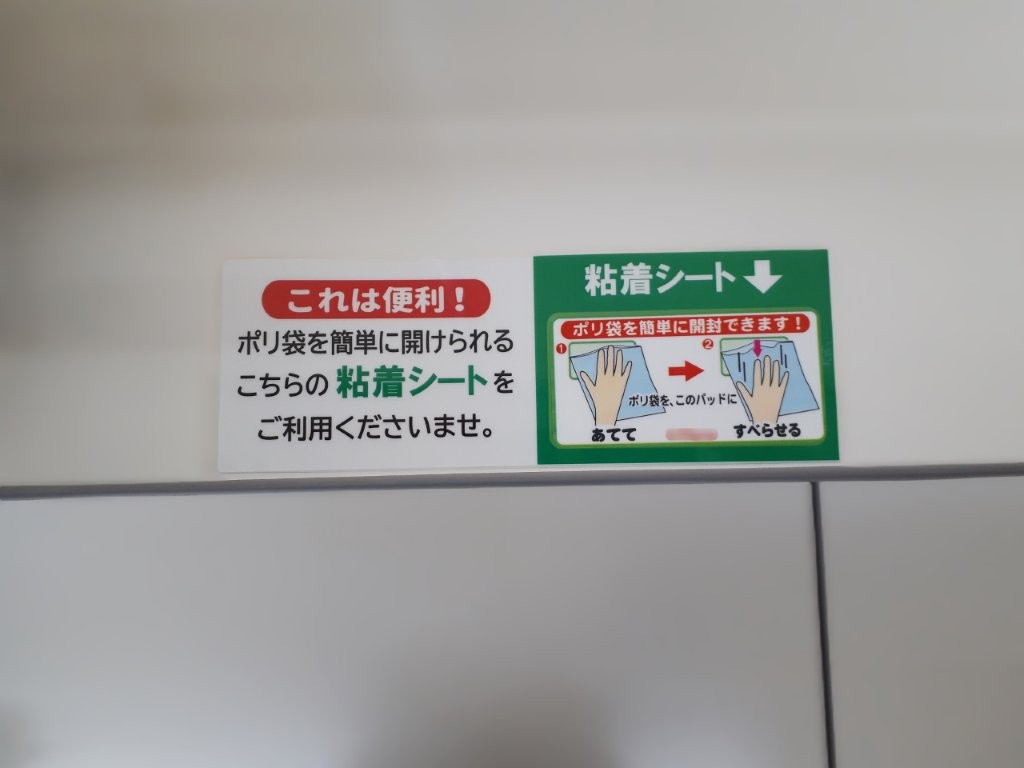 これは便利！
ポリ袋を簡単に開けられる
こちらの 粘着シートを
ご利用くださいませ。
粘着シート
ポリ袋を簡単に開封できます！
1
2
ポリ袋を、このパッドに
あてて
すべらせる